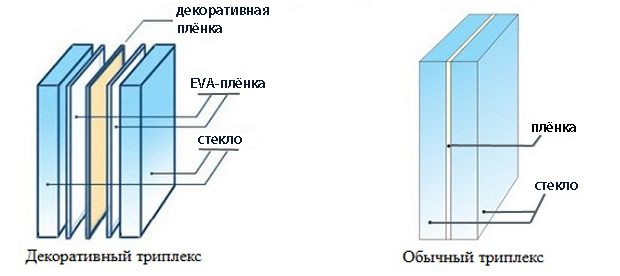 декоративная
плёнка
EVA-плёнка
стекло
Декоративный триплекс
плёнка
стекло
Обычный триплекс